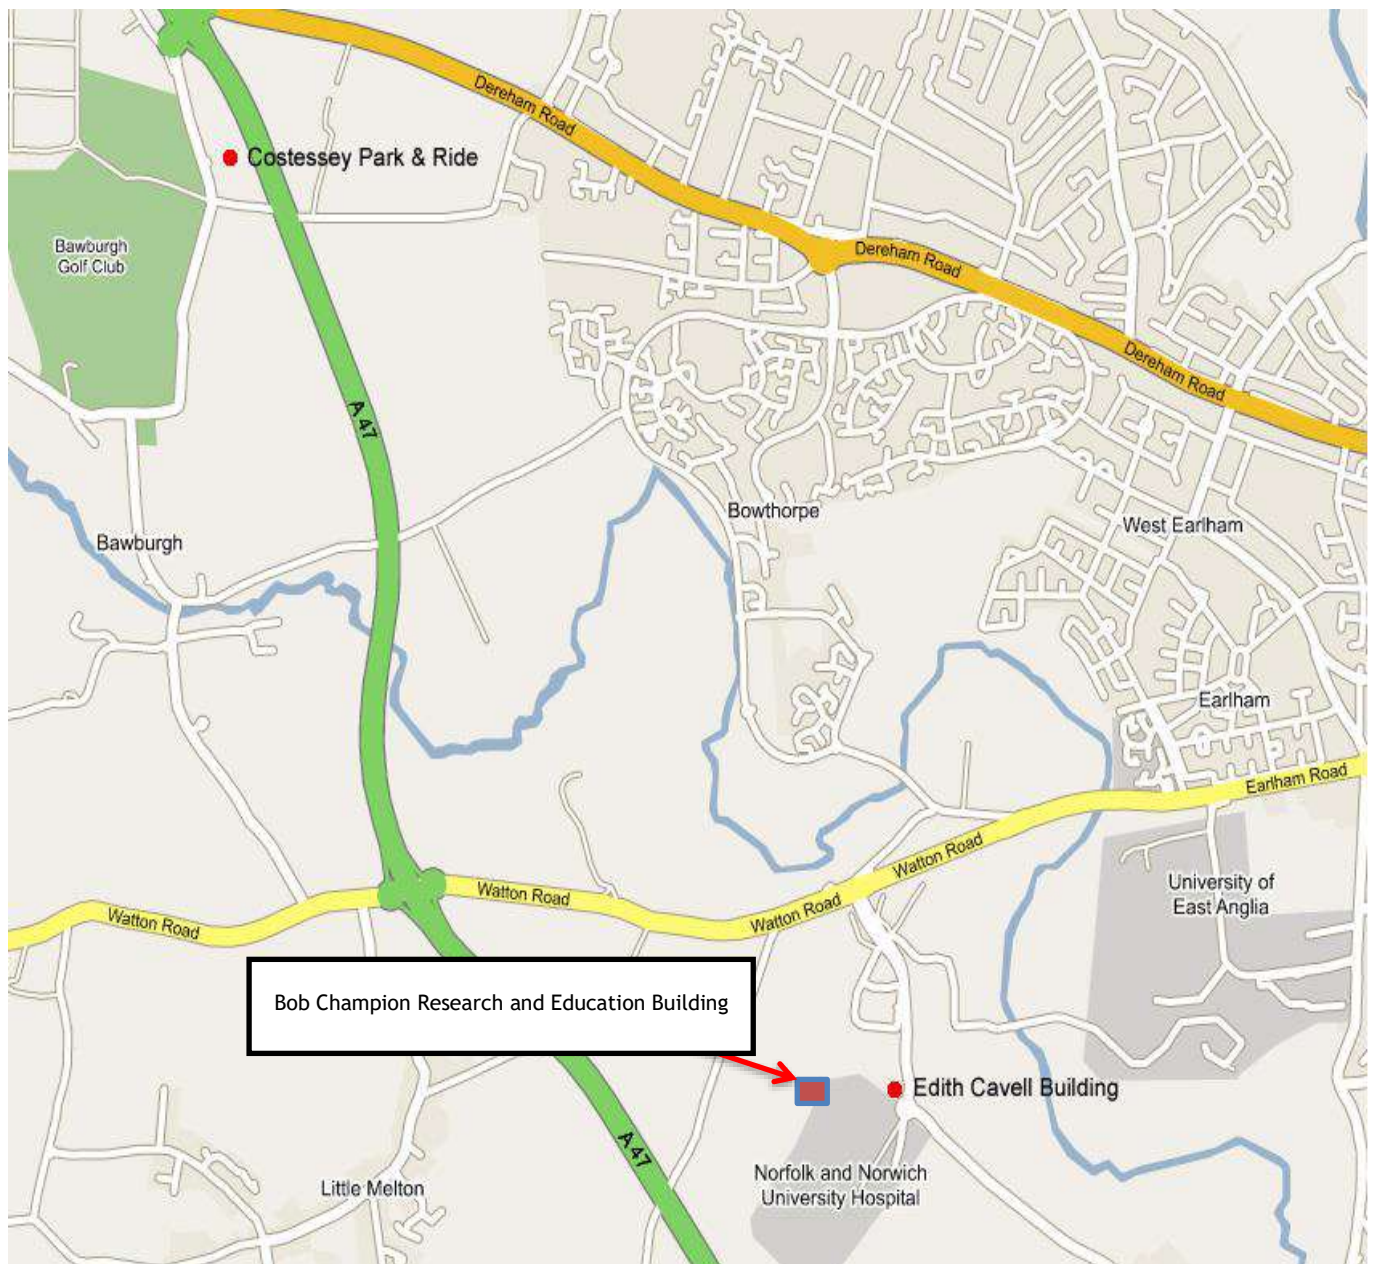 Dereham Road
Costessey Park & Ride
Bawburgh
Golf Club
Dereham Road
Dereham Road
A 47
Bowthorpe
West Earlham
Bawburgh
Earlham
Earlham Road
Watton Road
University of
East Anglia
Watton Road
Watton Road
Watton Road
Bob Champion Research and Education Building
Edith Cavell Building
A 47
Norfolk and Norwich
University Hospital
Little Melton